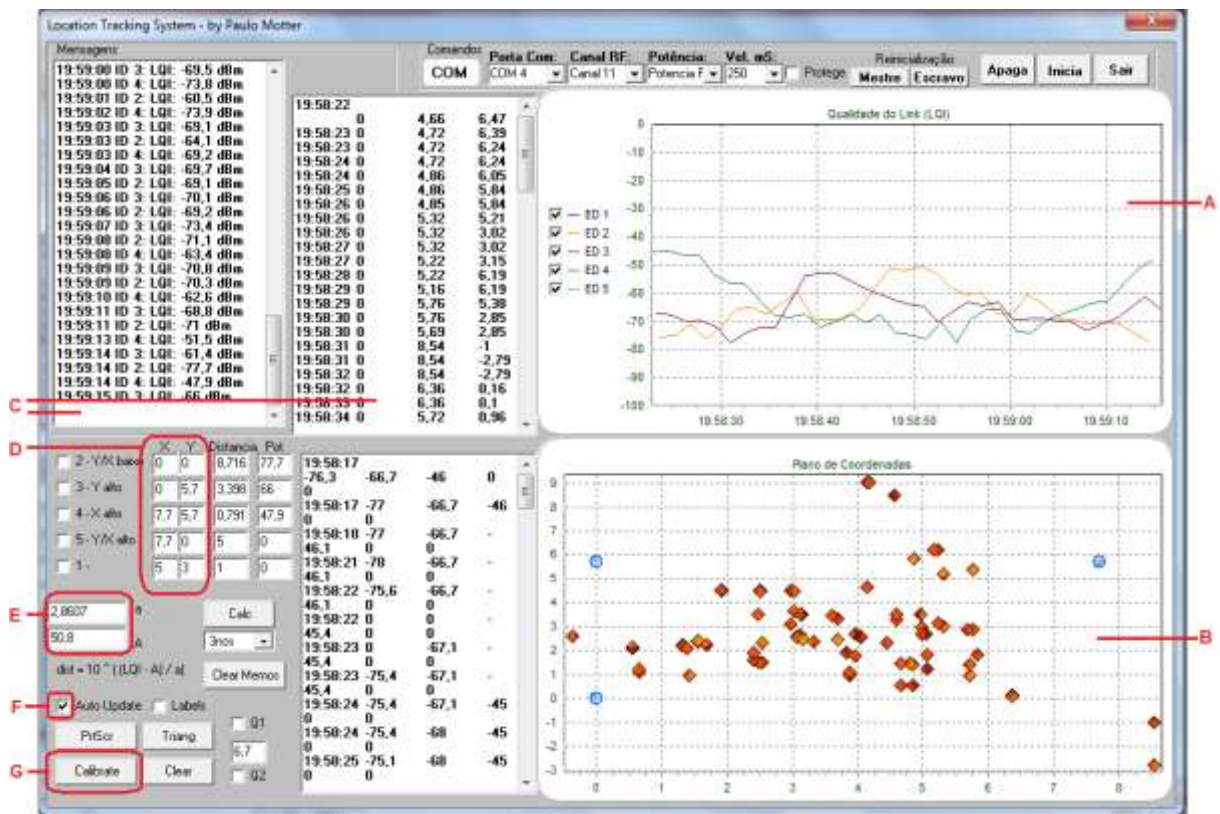 Location Tracking System - by Paulo Motter
Mensagens
19:59:00 ID 3: LQI: -69,5 dBm
19:59:00 ID 4: LQI: -73,8 dBm
19:59:01 ID 2: LQI: -60,5 dBm
19:59:02 ID 4: LQI: -73,9 dBm
19:59:03 ID 3: LQI: -69,1 dBm
19:59:03 ID 2: LQI: -64,1 dBm
19:59:03 ID 4: LQI: -69,2 dBm
19:59:04 ID 3: LQI: -69,7 dBm
19:59:05 ID 2: LQI: -69,1 dBm
19:59:06 ID 3: LQI: -70,1 dBm
19:59:06 ID 2: LQI: -69,2 dBm
19:59:07 ID 3: LQI: -73,4 dBm
19:59:08 ID 2: LQI: -71,1 dBm
19:59:08 ID 4: LQI: -63,4 dBm
19:59:09 ID 3: LQI: -70,8 dBm
19:59:09 ID 2: LQI: -70,3 dBm
19:59:10 ID 4: LQI: -62,6 dBm
19:59:11 ID 3: LQI: -68,8 dBm
19:59:11 ID 2: LQI: -71 dBm
19:59:13 ID 4: LQI: -51,5 dBm
19:59:14 ID 3: LQI: -61,4 dBm
19:59:14 ID 2: LQI: -77,7 dBm
19:59:14 ID 4: LQI: -47,9 dBm
19:59:15 ID 3: LQI: -66 dBm
Comandos
COM
Porta Com: Canal RF: Potência: Vel. mS:
COM 4 Canal 11 Potencia F 250 Protege
Reinicialização
Mestre Escravo
Apaga Inicia Sair
19:58:22
0 4,66 6,47
19:58:23 0 4,72 6,39
19:58:23 0 4,72 6,24
19:58:24 0 4,72 6,24
19:58:24 0 4,86 6,05
19:58:25 0 4,86 5,84
19:58:26 0 4,85 5,84
19:58:26 0 5,32 5,21
19:58:26 0 5,32 3,02
19:58:27 0 5,32 3,02
19:58:27 0 5,22 3,15
19:58:28 0 5,22 6,19
19:58:29 0 5,16 6,19
19:58:29 0 5,76 5,38
19:58:30 0 5,76 2,85
19:58:30 0 5,69 2,85
19:58:31 0 8,54 -1
19:58:31 0 8,54 -2,79
19:58:32 0 8,54 -2,79
19:58:32 0 6,36 0,16
19:58:33 0 6,36 0,1
19:58:34 0 5,72 0,96
Qualidade do Link (LQI)
0
-10
-20
-30
-40
-50
-60
-70
-80
-90
-100
ED 1
ED 2
ED 3
ED 4
ED 5
19:58:30 19:58:40 19:58:50 19:59:00 19:59:10
A
C
D
X Y Distancia Pot.
2 - Y/X baixo 0 0 8,716 77,7
3 - Y alto 0 5.7 3,398 66
4 - X alto 7.7 5.7 0,791 47,9
5 - Y/X alto 7.7 0 5 0
1 - 5 3 1 0
E
2,8607 n
50.8 A
Calc
3nos
Clear Memos
F
Auto Update Labels
PrtScr Triang
Q1
6.7
Q2
G
Calibrate Clear
19:58:17
-76,3 -66,7 -46 0
0
19:58:17 -77 -66,7 -46
0 0
19:58:18 -77 -66,7 -
46,1 0 0
19:58:21 -78 -66,7 -
46,1 0 0
19:58:22 -75,6 -66,7 -
46,1 0 0
19:58:22 0 -
45,4 0 0
19:58:23 0 -67,1 -
45,4 0 0
19:58:23 -75,4 -67,1 -
45,4 0 0
19:58:24 -75,4 -67,1 -45
0 0
19:58:24 -75,4 -68 -45
0 0
19:58:25 -75,1 -68 -45
0 0
Plano de Coordenadas
9
8
7
6
5
4
3
2
1
0
-1
-2
-3
0 1 2 3 4 5 6 7 8
B